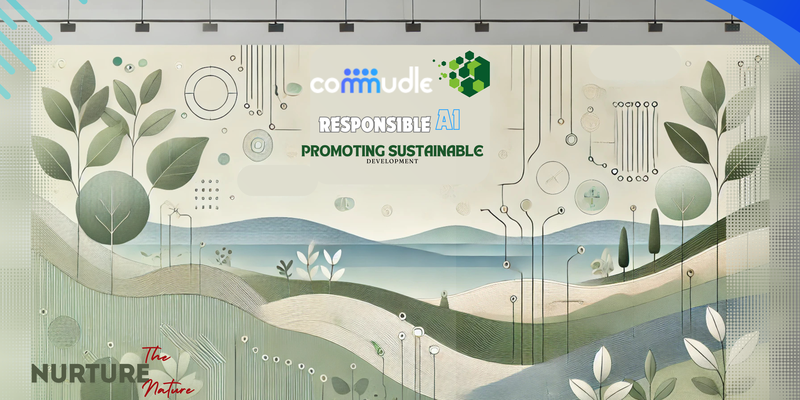 commudle
RESPONSIBLE AI
PROMOTING SUSTAINABLE
DEVELOPMENT
The
NURTURE
Nature